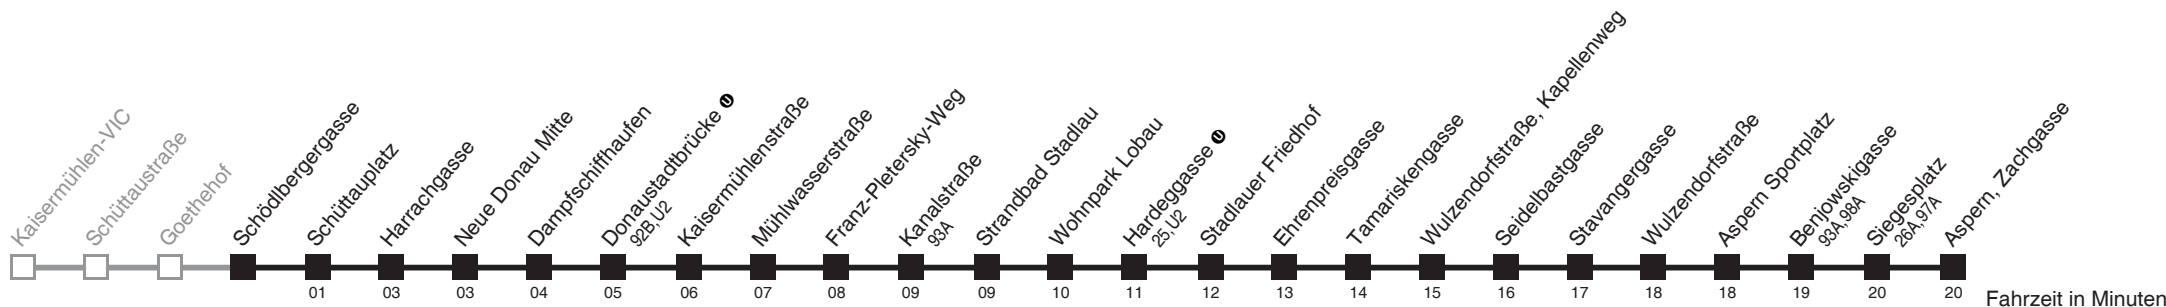 Kaisermühlen-VIC
Schüttaustraße
Goethehof
Schödlbergergasse
Schüttauplatz
Harrachgasse
Neue Donau Mitte
Dampfschiffhaufen
Donaustadtbrücke U
92B, U2
Kaisermühlenstraße
Mühlwasserstraße
Franz-Pletersky-Weg
Kanalstraße
93A
Strandbad Stadlau
Wohnpark Lobau
Hardeggasse U
25, U2
Stadlauer Friedhof
Ehrenpreisgasse
Tamariskengasse
Wulzendorfstraße, Kapellenweg
Seidelbastgasse
Stavangergasse
Wulzendorfstraße
Aspern Sportplatz
Benjowskigasse
93A, 98A
Siegesplatz
26A, 97A
Aspern, Zachgasse
01 03 03 04 05 06 07 08 09 09 10 11 12 13 14 15 16 17 18 18 19 20 20 Fahrzeit in Minuten